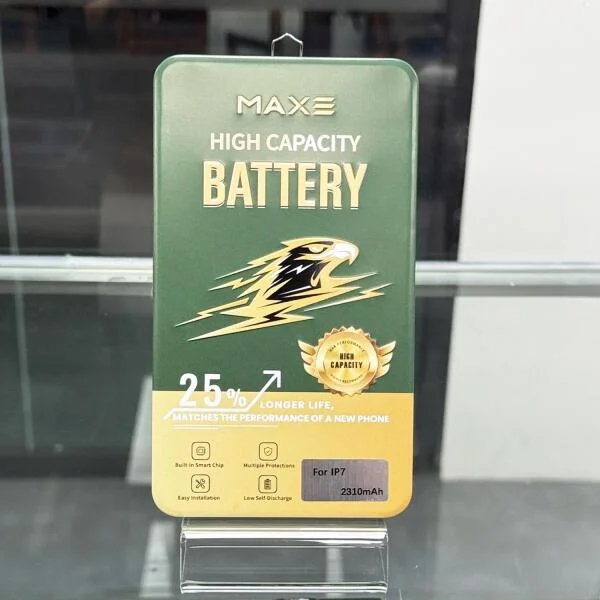 MAXE
HIGH CAPACITY
BATTERY
HIGH
CAPACITY
25%
LONGER LIFE,
MATCHES THE PERFORMANCE OF A NEW PHONE
Built in Smart Chip
Multiple Protections
Easy Installation
Low Self Discharge
For IP7
2310mAh